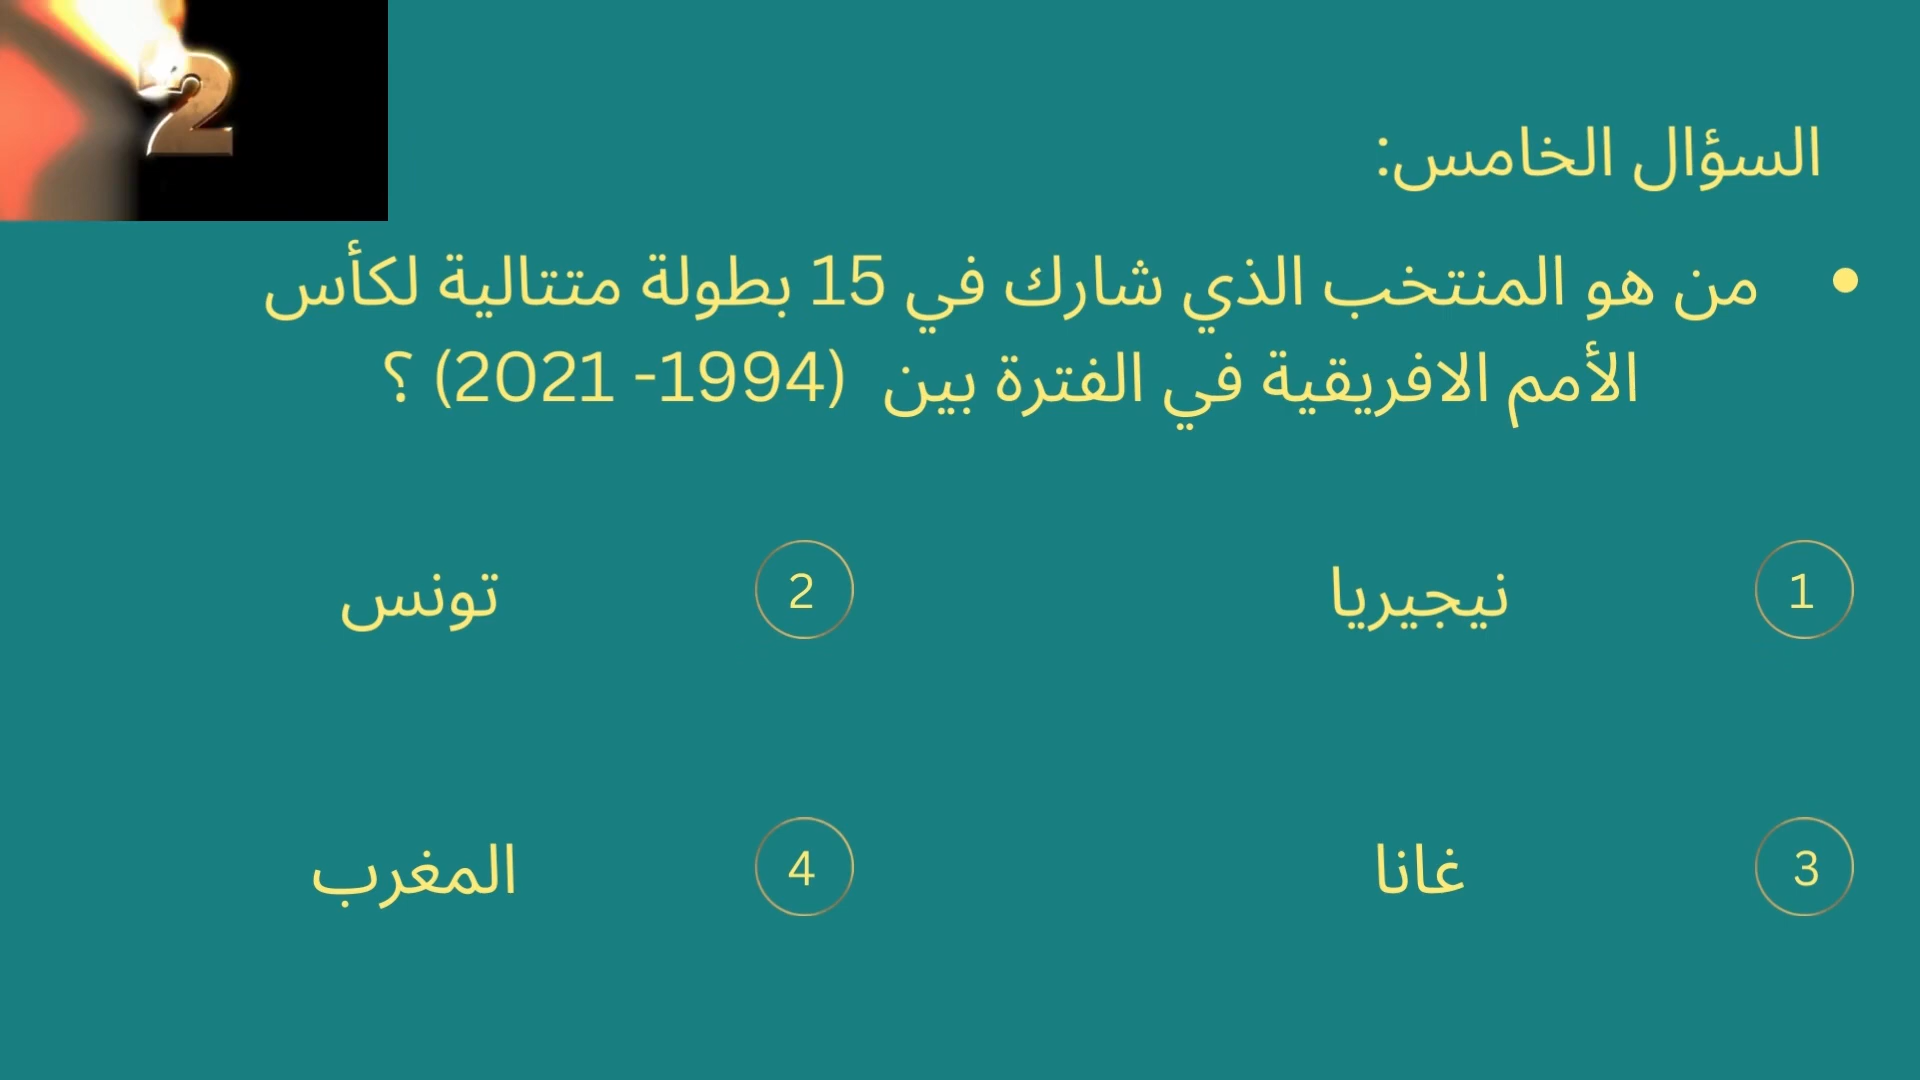 2
السؤال الخامس:
• من هو المنتخب الذي شارك في 15 بطولة متتالية لكأس
الأمم الافريقية في الفترة بين (1994- 2021) ؟
1 نيجيريا
2 تونس
3 غانا
4 المغرب